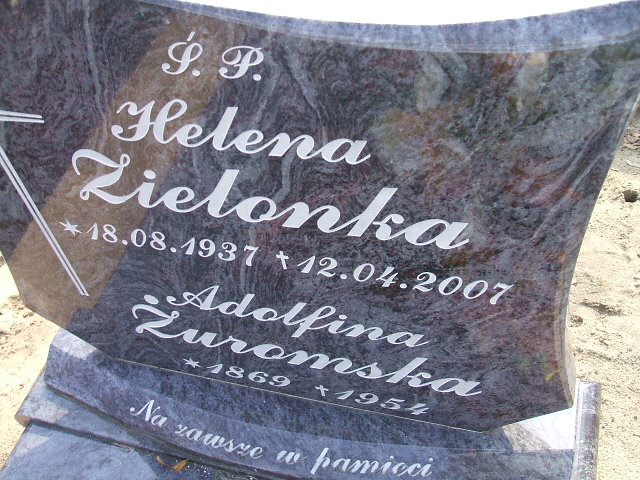 Ś. P.
Helena
Zielonka
*18.08.1937 †12.04.2007
Adolfina
Żuromska
*1869 †1954
Na zawsze w pamięci